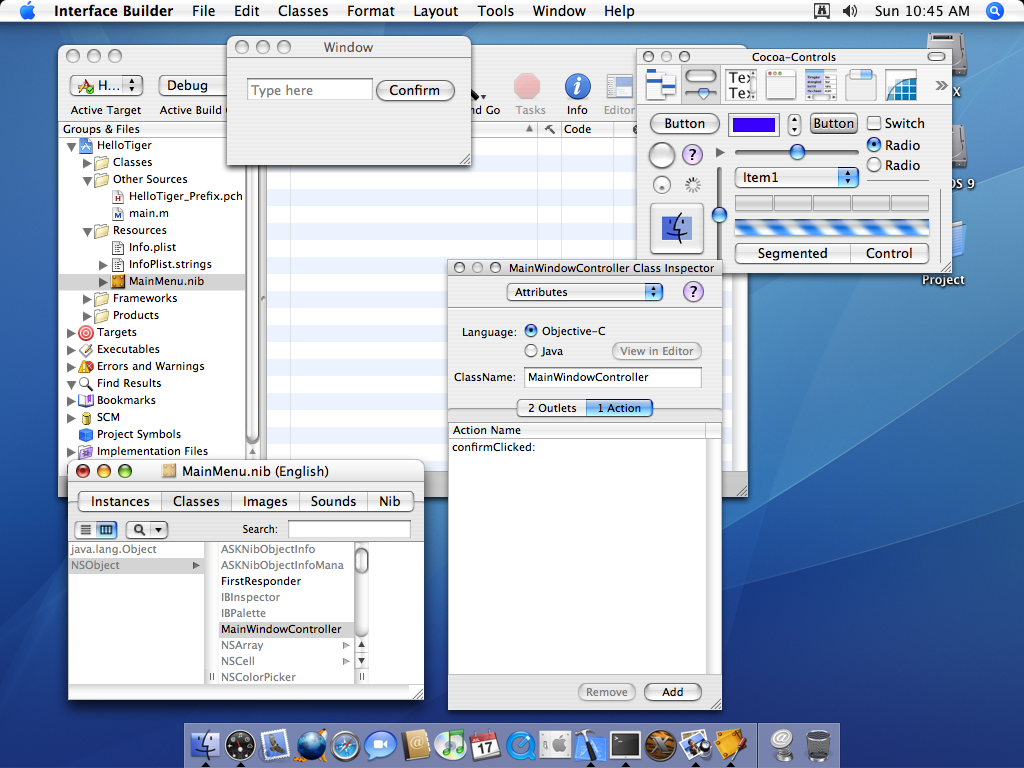 Interface Builder File Edit Classes Format Layout Tools Window Help Sun 10:45 AM
Window
Type here
Confirm
H...
Debug
Active Target
Active Build
nd Go
Tasks
Info
Editor
Groups & Files
Code
HelloTiger
Classes
Other Sources
HelloTiger_Prefix.pch
main.m
Resources
Info.plist
InfoPlist.strings
MainMenu.nib
Frameworks
Products
Targets
Executables
Errors and Warnings
Find Results
Bookmarks
SCM
Project Symbols
Implementation Files
Cocoa-Controls
Tex
Tex
Button
Button
Switch
Radio
Radio
?
Item1
Segmented
Control
X
OS 9
Project
MainWindowController Class Inspector
Attributes
?
Language:
Objective-C
Java
View in Editor
ClassName:
MainWindowController
2 Outlets
1 Action
Action Name
confirmClicked:
Remove
Add
MainMenu.nib (English)
Instances
Classes
Images
Sounds
Nib
Search:
java.lang.Object
NSObject
ASKNibObjectInfo
ASKNibObjectInfoMana
FirstResponder
IBInspector
IBPalette
MainWindowController
NSArray
NSCell
NSColorPicker
17